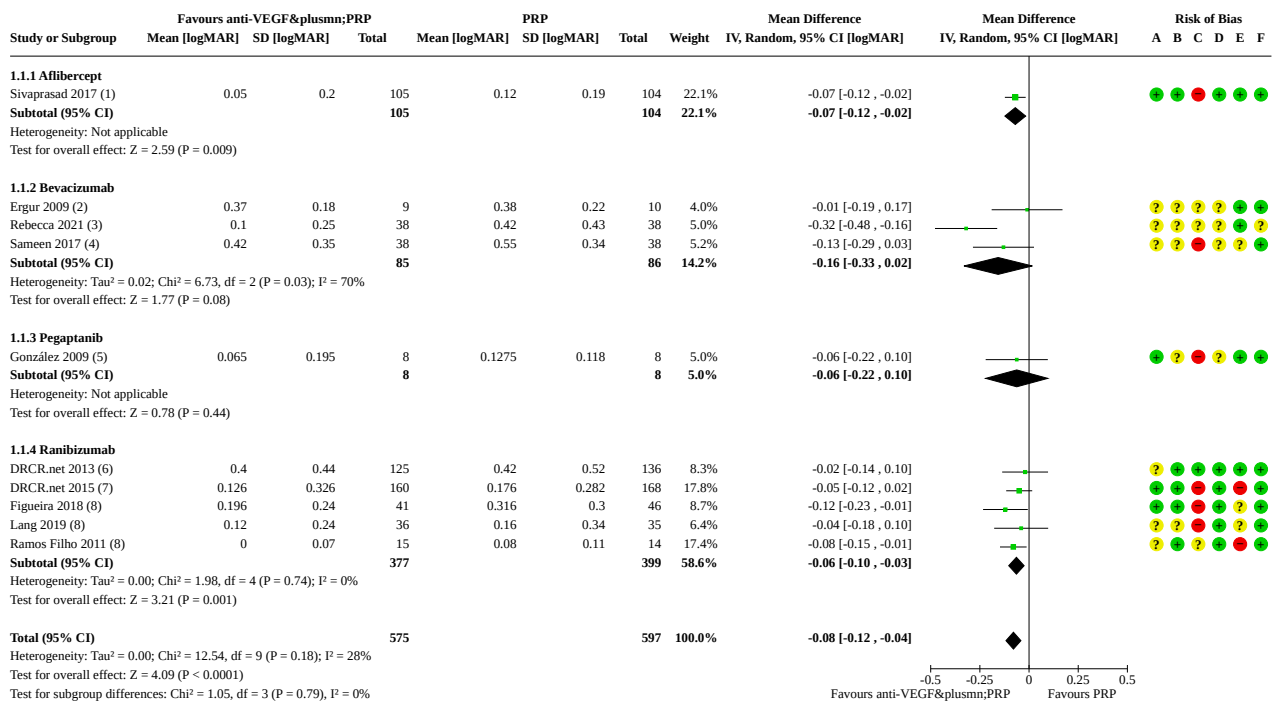 Favours anti-VEGF&plusmn;PRP PRP Mean Difference Mean Difference Risk of Bias
Study or Subgroup Mean [logMAR] SD [logMAR] Total Mean [logMAR] SD [logMAR] Total Weight IV, Random, 95% CI [logMAR] IV, Random, 95% CI [logMAR] A B C D E F
1.1.1 Aflibercept
Sivaprasad 2017 (1) 0.05 0.2 105 0.12 0.19 104 22.1% -0.07 [-0.12 , -0.02] + + − + + +
Subtotal (95% CI) 105 104 22.1% -0.07 [-0.12 , -0.02]
Heterogeneity: Not applicable
Test for overall effect: Z = 2.59 (P = 0.009)
1.1.2 Bevacizumab
Ergur 2009 (2) 0.37 0.18 9 0.38 0.22 10 4.0% -0.01 [-0.19 , 0.17] ? ? ? ? + +
Rebecca 2021 (3) 0.1 0.25 38 0.42 0.43 38 5.0% -0.32 [-0.48 , -0.16] ? ? ? ? + ?
Sameen 2017 (4) 0.42 0.35 38 0.55 0.34 38 5.2% -0.13 [-0.29 , 0.03] ? ? − ? ? +
Subtotal (95% CI) 85 86 14.2% -0.16 [-0.33 , 0.02]
Heterogeneity: Tau² = 0.02; Chi² = 6.73, df = 2 (P = 0.03); I² = 70%
Test for overall effect: Z = 1.77 (P = 0.08)
1.1.3 Pegaptanib
González 2009 (5) 0.065 0.195 8 0.1275 0.118 8 5.0% -0.06 [-0.22 , 0.10] + ? − ? + +
Subtotal (95% CI) 8 8 5.0% -0.06 [-0.22 , 0.10]
Heterogeneity: Not applicable
Test for overall effect: Z = 0.78 (P = 0.44)
1.1.4 Ranibizumab
DRCR.net 2013 (6) 0.4 0.44 125 0.42 0.52 136 8.3% -0.02 [-0.14 , 0.10] ? + + + + +
DRCR.net 2015 (7) 0.126 0.326 160 0.176 0.282 168 17.8% -0.05 [-0.12 , 0.02] + + − + − +
Figueira 2018 (8) 0.196 0.24 41 0.316 0.3 46 8.7% -0.12 [-0.23 , -0.01] + + − + ? +
Lang 2019 (8) 0.12 0.24 36 0.16 0.34 35 6.4% -0.04 [-0.18 , 0.10] ? ? − + ? +
Ramos Filho 2011 (8) 0 0.07 15 0.08 0.11 14 17.4% -0.08 [-0.15 , -0.01] ? + ? + − +
Subtotal (95% CI) 377 399 58.6% -0.06 [-0.10 , -0.03]
Heterogeneity: Tau² = 0.00; Chi² = 1.98, df = 4 (P = 0.74); I² = 0%
Test for overall effect: Z = 3.21 (P = 0.001)
Total (95% CI) 575 597 100.0% -0.08 [-0.12 , -0.04]
Heterogeneity: Tau² = 0.00; Chi² = 12.54, df = 9 (P = 0.18); I² = 28%
Test for overall effect: Z = 4.09 (P < 0.0001) -0.5 -0.25 0 0.25 0.5
Test for subgroup differences: Chi² = 1.05, df = 3 (P = 0.79), I² = 0% Favours anti-VEGF&plusmn;PRP Favours PRP